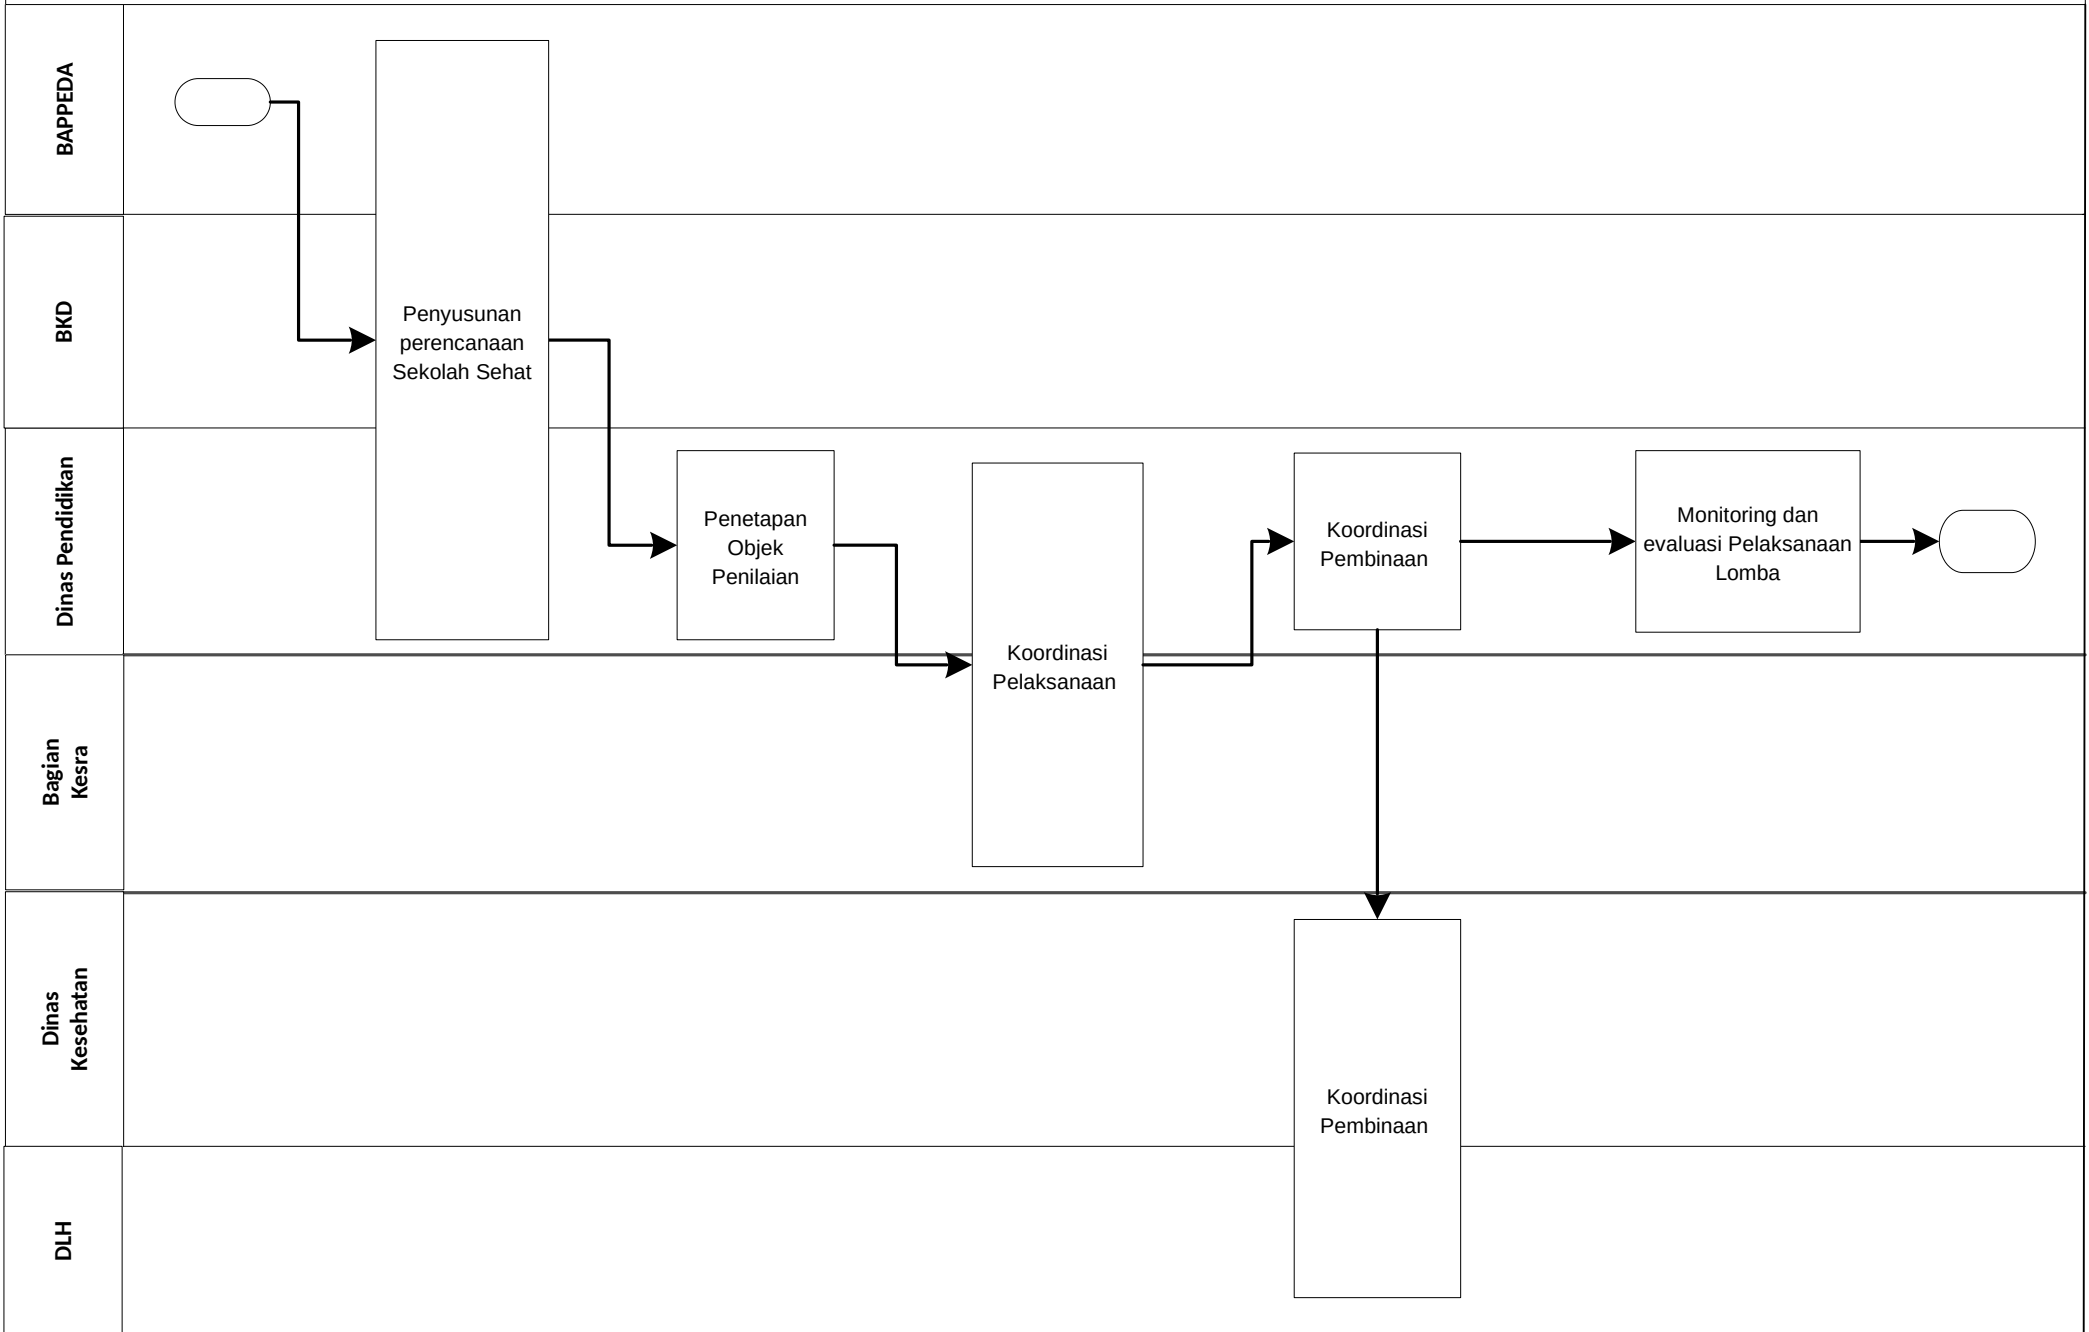 BAPPEDA
BKD
Penyusunan
perencanaan
Sekolah Sehat
Dinas Pendidikan
Penetapan
Objek
Penilaian
Koordinasi
Pelaksanaan
Koordinasi
Pembinaan
Monitoring dan
evaluasi Pelaksanaan
Lomba
Bagian
Kesra
Dinas
Kesehatan
Koordinasi
Pembinaan
DLH